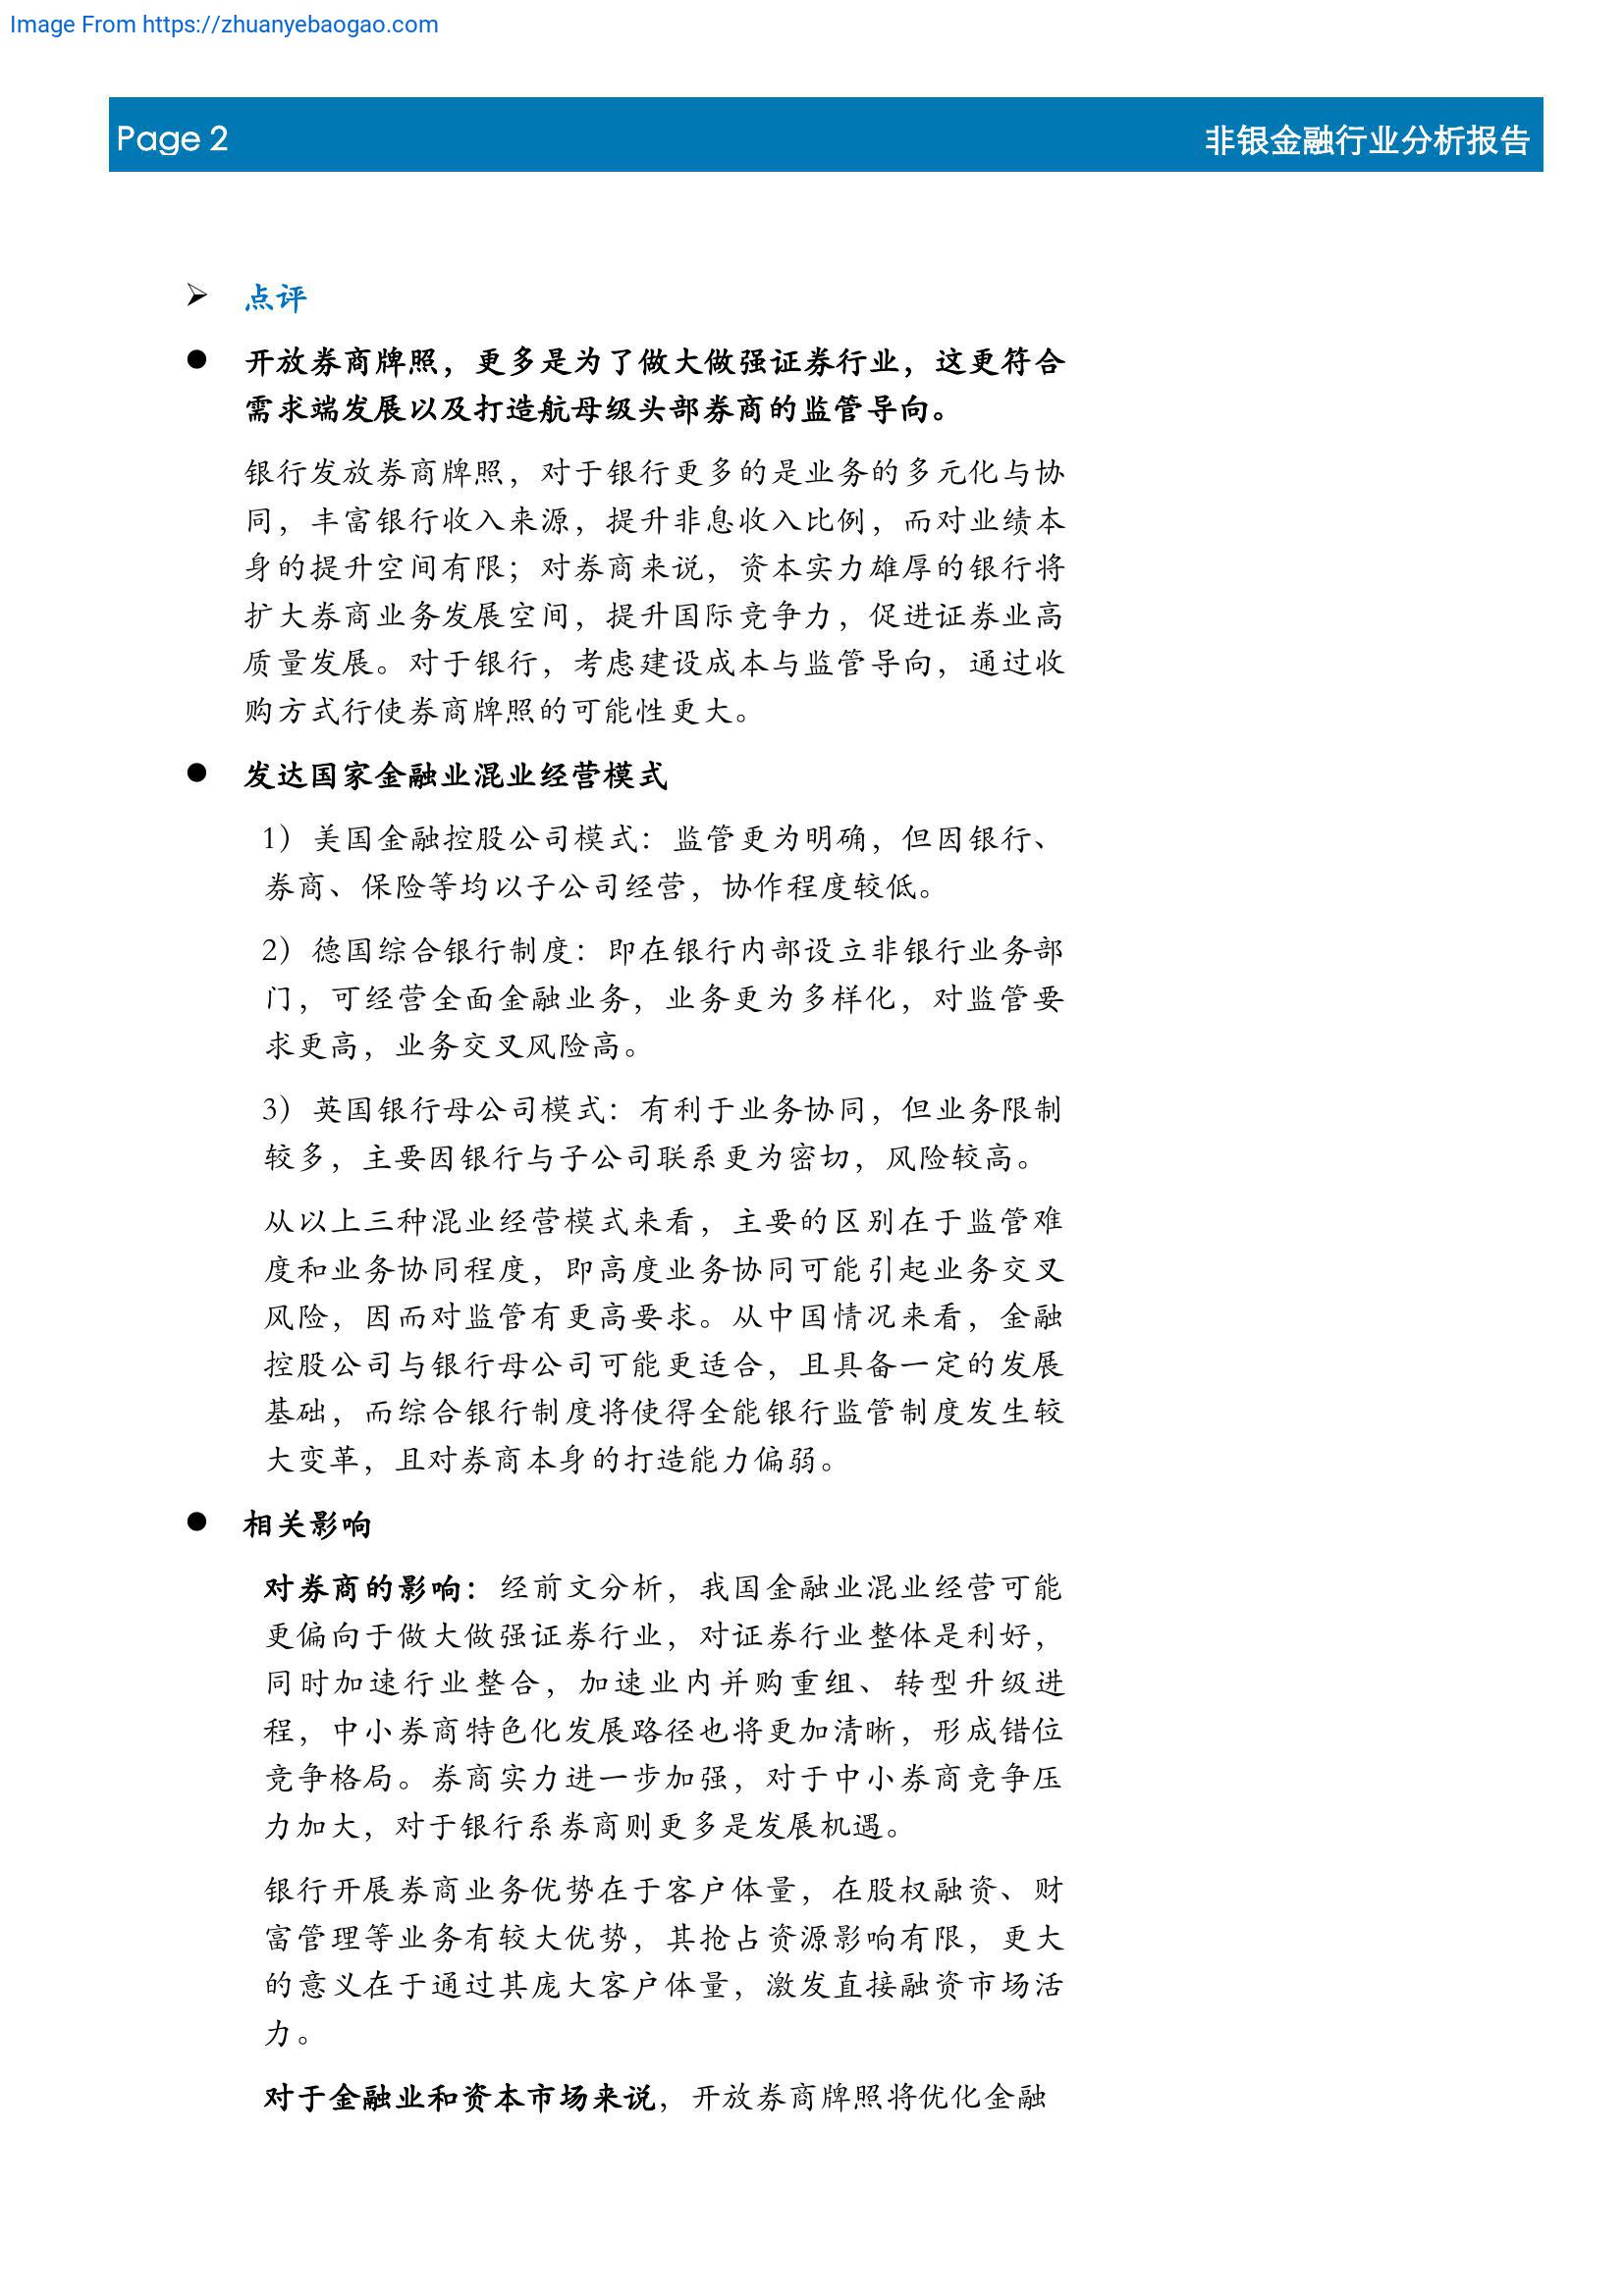 Image From https://zhuanyebaogao.com
Page 2
非银金融行业分析报告
➢ 点评
● 开放券商牌照，更多是为了做大做强证券行业，这更符合
需求端发展以及打造航母级头部券商的监管导向。
银行发放券商牌照，对于银行更多的是业务的多元化与协
同，丰富银行收入来源，提升非息收入比例，而对业绩本
身的提升空间有限；对券商来说，资本实力雄厚的银行将
扩大券商业务发展空间，提升国际竞争力，促进证券业高
质量发展。对于银行，考虑建设成本与监管导向，通过收
购方式行使券商牌照的可能性更大。
● 发达国家金融业混业经营模式
1）美国金融控股公司模式：监管更为明确，但因银行、
券商、保险等均以子公司经营，协作程度较低。
2）德国综合银行制度：即在银行内部设立非银行业务部
门，可经营全面金融业务，业务更为多样化，对监管要
求更高，业务交叉风险高。
3）英国银行母公司模式：有利于业务协同，但业务限制
较多，主要因银行与子公司联系更为密切，风险较高。
从以上三种混业经营模式来看，主要的区别在于监管难
度和业务协同程度，即高度业务协同可能引起业务交叉
风险，因而对监管有更高要求。从中国情况来看，金融
控股公司与银行母公司可能更适合，且具备一定的发展
基础，而综合银行制度将使得全能银行监管制度发生较
大变革，且对券商本身的打造能力偏弱。
● 相关影响
对券商的影响：经前文分析，我国金融业混业经营可能
更偏向于做大做强证券行业，对证券行业整体是利好，
同时加速行业整合，加速业内并购重组、转型升级进
程，中小券商特色化发展路径也将更加清晰，形成错位
竞争格局。券商实力进一步加强，对于中小券商竞争压
力加大，对于银行系券商则更多是发展机遇。
银行开展券商业务优势在于客户体量，在股权融资、财
富管理等业务有较大优势，其抢占资源影响有限，更大
的意义在于通过其庞大客户体量，激发直接融资市场活
力。
对于金融业和资本市场来说，开放券商牌照将优化金融